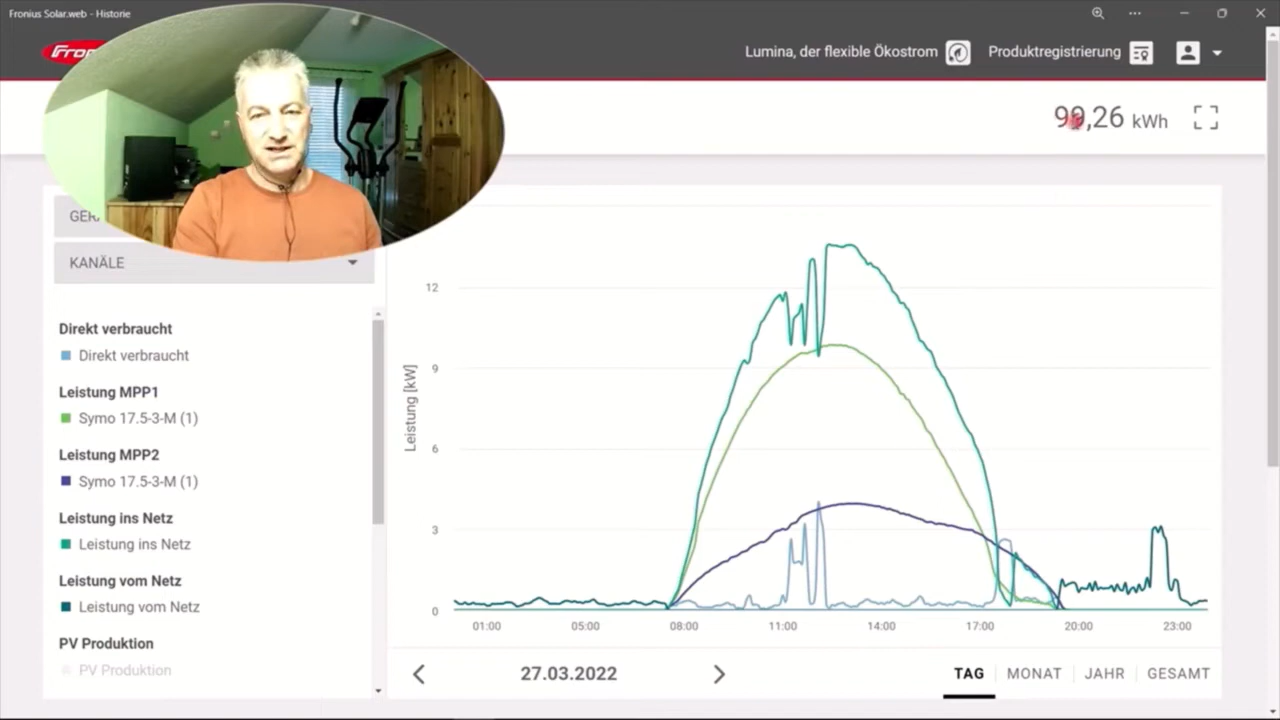 Fronius Solar.web - Historie
Lumina, der flexible Ökostrom
Produktregistrierung
99,26 kWh
KANÄLE
Direkt verbraucht
Direkt verbraucht
Leistung MPP1
Symo 17.5-3-M (1)
Leistung MPP2
Symo 17.5-3-M (1)
Leistung ins Netz
Leistung ins Netz
Leistung vom Netz
Leistung vom Netz
PV Produktion
PV Produktion
Leistung [kW]
12
9
6
3
0
01:00
05:00
08:00
11:00
14:00
17:00
20:00
23:00
27.03.2022
TAG
MONAT
JAHR
GESAMT